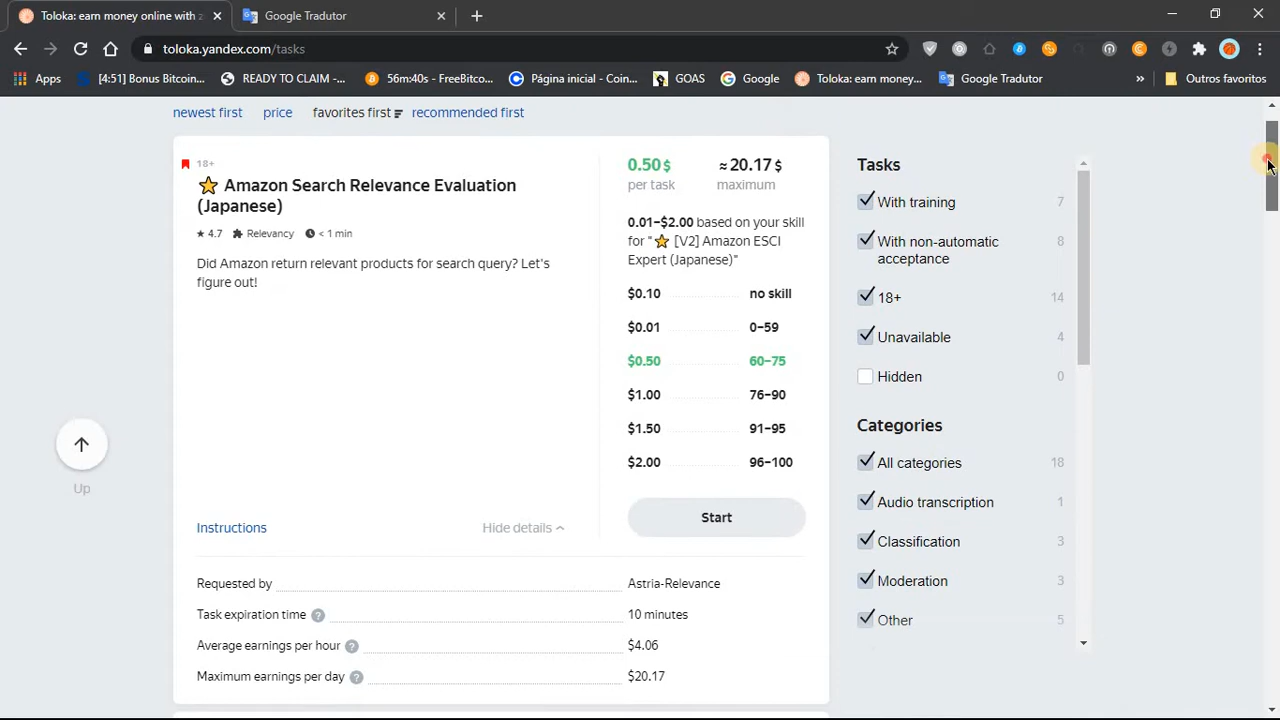 Toloka: earn money online with
Google Tradutor
toloka.yandex.com/tasks
Apps
[4:51] Bonus Bitcoin...
READY TO CLAIM -...
56m:40s - FreeBitco...
Página inicial - Coin...
GOAS
Google
Toloka: earn money...
Google Tradutor
»
Outros favoritos
newest first
price
favorites first
recommended first
18+
⭐ Amazon Search Relevance Evaluation
(Japanese)
★ 4.7
Relevancy
< 1 min
Did Amazon return relevant products for search query? Let's
figure out!
0.50 $
≈ 20.17 $
per task
maximum
0.01–$2.00 based on your skill
for "⭐ [V2] Amazon ESCI
Expert (Japanese)"
$0.10 no skill
$0.01 0–59
$0.50 60–75
$1.00 76–90
$1.50 91–95
$2.00 96–100
Start
Instructions
Hide details
Requested by Astria-Relevance
Task expiration time ? 10 minutes
Average earnings per hour ? $4.06
Maximum earnings per day ? $20.17
Up
Tasks
With training 7
With non-automatic
acceptance 8
18+ 14
Unavailable 4
Hidden 0
Categories
All categories 18
Audio transcription 1
Classification 3
Moderation 3
Other 5